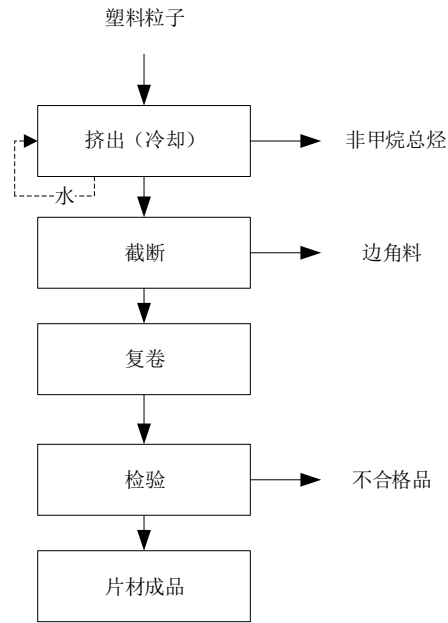 塑料粒子
挤出（冷却）
非甲烷总烃
水
截断
边角料
复卷
检验
不合格品
片材成品